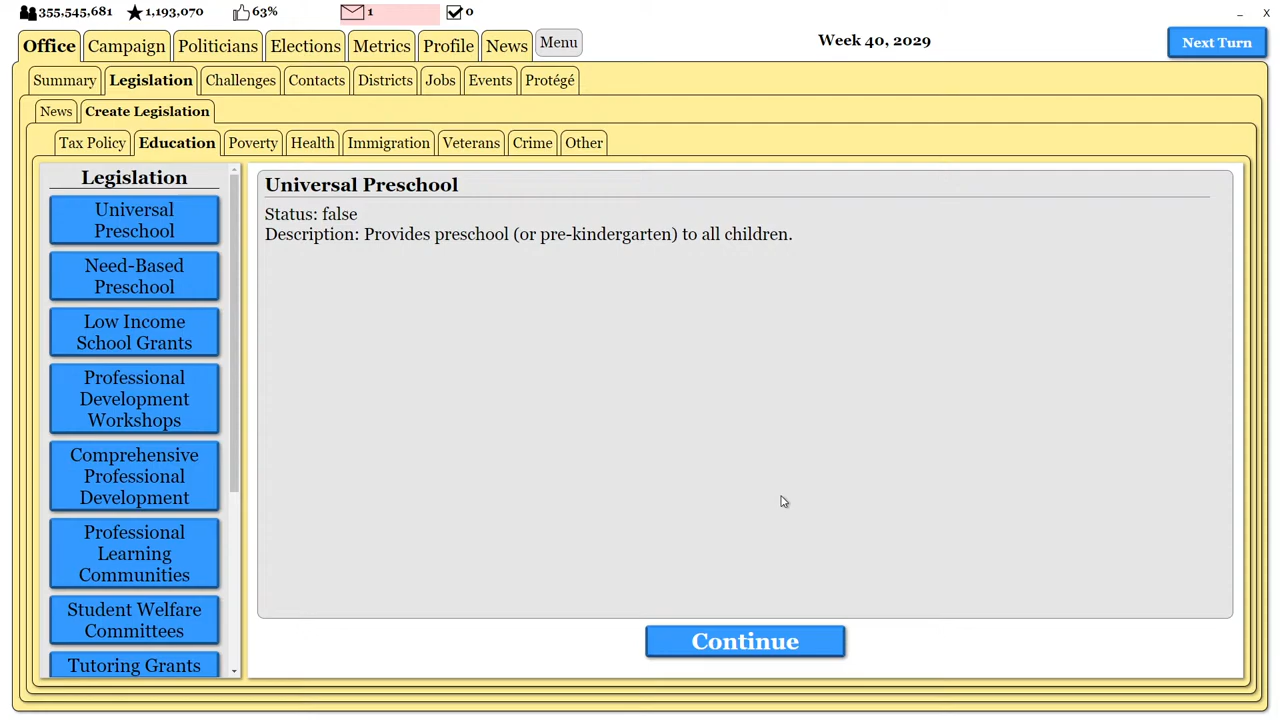 355,545,681 1,193,070 63% 1 0
_ X
Office Campaign Politicians Elections Metrics Profile News Menu
Week 40, 2029
Next Turn
Summary Legislation Challenges Contacts Districts Jobs Events Protégé
News Create Legislation
Tax Policy Education Poverty Health Immigration Veterans Crime Other
Legislation
Universal
Preschool
Need-Based
Preschool
Low Income
School Grants
Professional
Development
Workshops
Comprehensive
Professional
Development
Professional
Learning
Communities
Student Welfare
Committees
Tutoring Grants
Universal Preschool
Status: false
Description: Provides preschool (or pre-kindergarten) to all children.
Continue